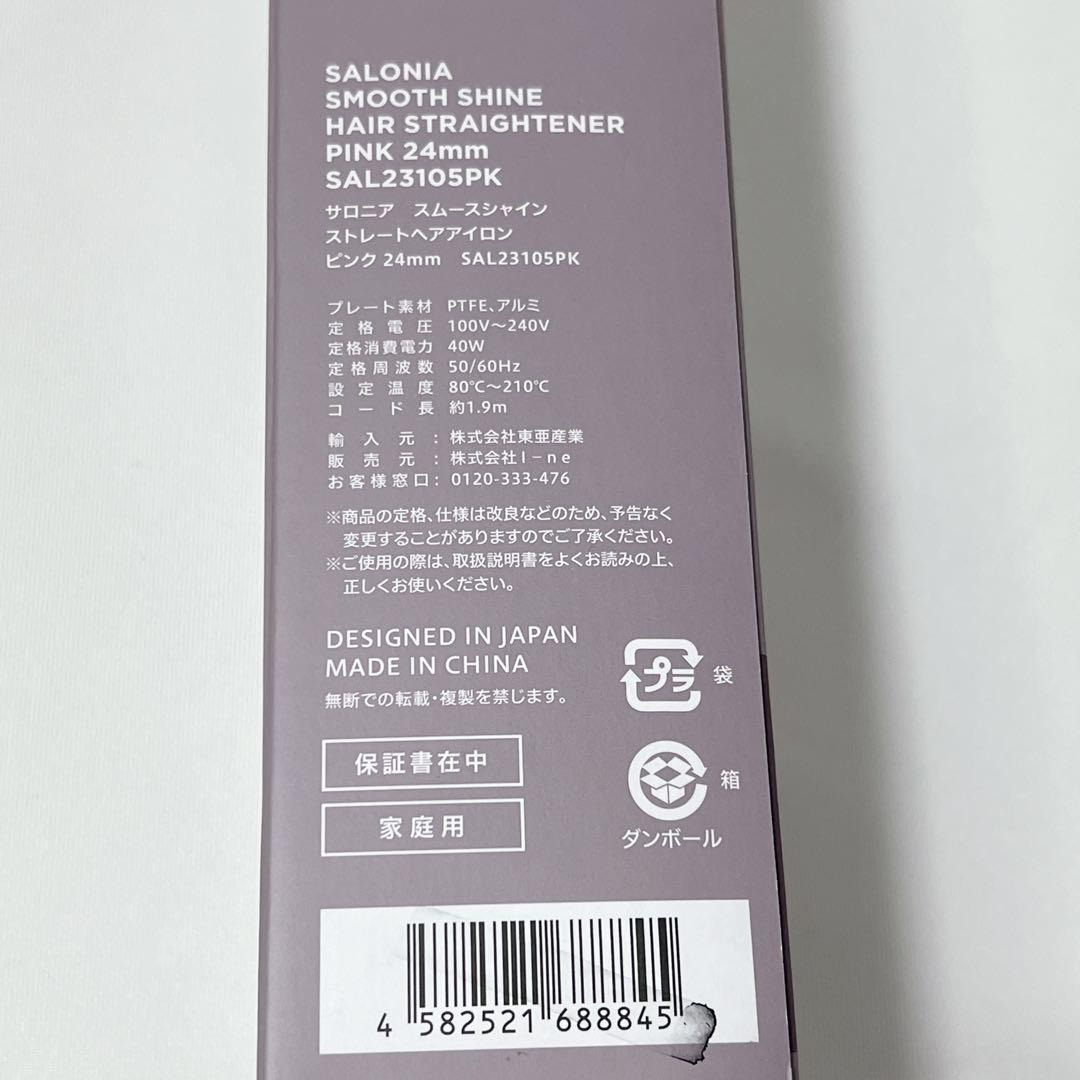 SALONIA
SMOOTH SHINE
HAIR STRAIGHTENER
PINK 24mm
SAL23105PK
サロニア　スムースシャイン
ストレートヘアアイロン
ピンク 24mm　SAL23105PK
プレート素材　PTFE、アルミ
定格電圧　100V〜240V
定格消費電力　40W
定格周波数　50/60Hz
設定温度　80℃〜210℃
コード長　約1.9m
輸入元：株式会社東亜産業
販売元：株式会社I−ne
お客様窓口：0120-333-476
※商品の定格、仕様は改良などのため、予告なく
変更することがありますのでご了承ください。
※ご使用の際は、取扱説明書をよくお読みの上、
正しくお使いください。
DESIGNED IN JAPAN
MADE IN CHINA
無断での転載・複製を禁じます。
プラ 袋
保証書在中
箱
家庭用
ダンボール
4 582521 688845